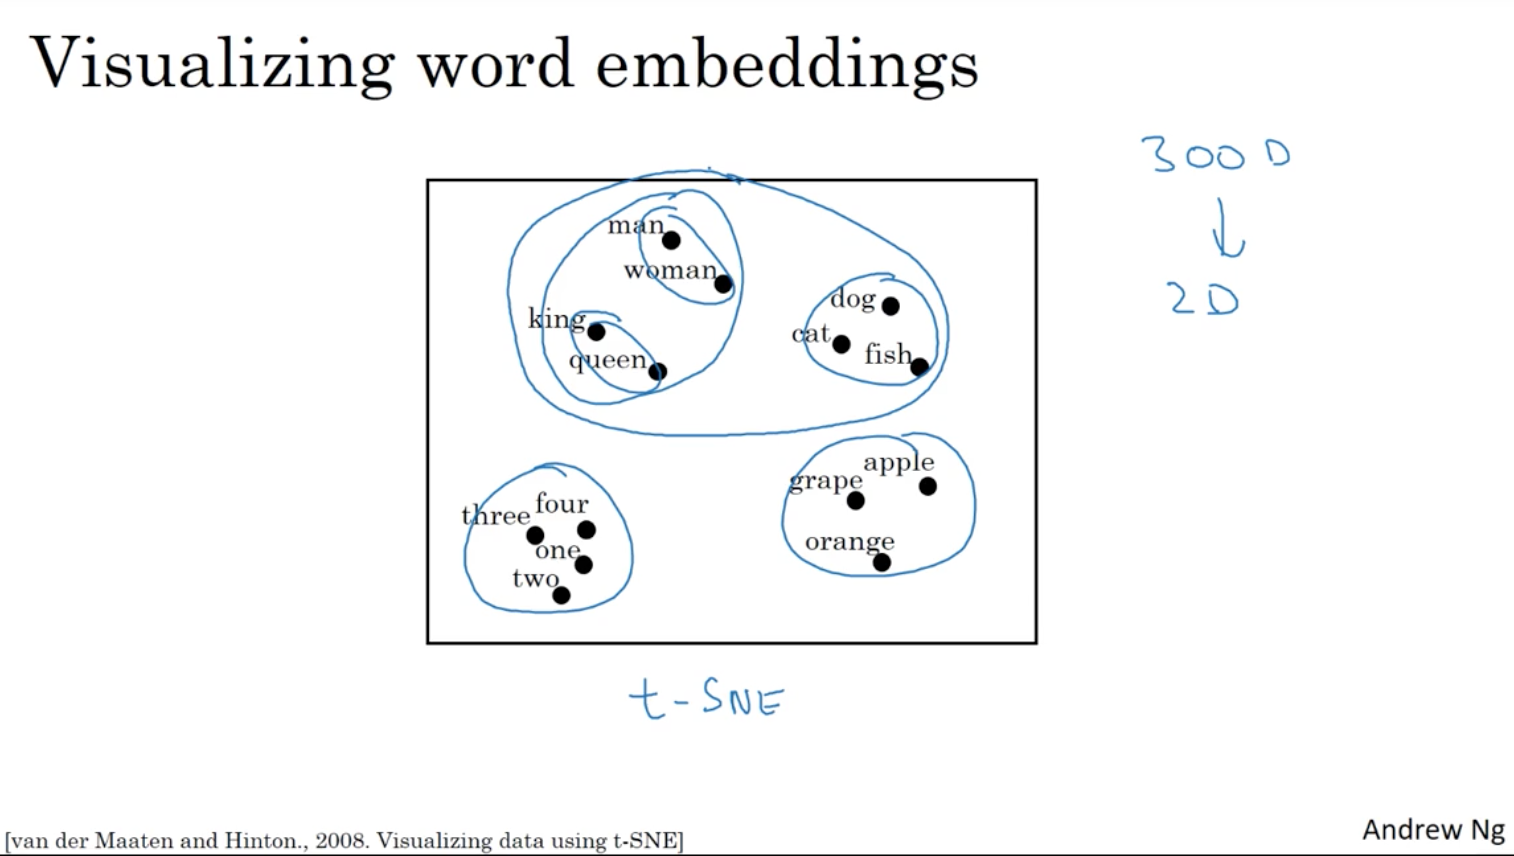 Visualizing word embeddings
300 D
2D
man
woman
dog
king
cat
fish
queen
apple
grape
four
three
orange
one
two
t-SNE
[van der Maaten and Hinton., 2008. Visualizing data using t-SNE]
Andrew Ng